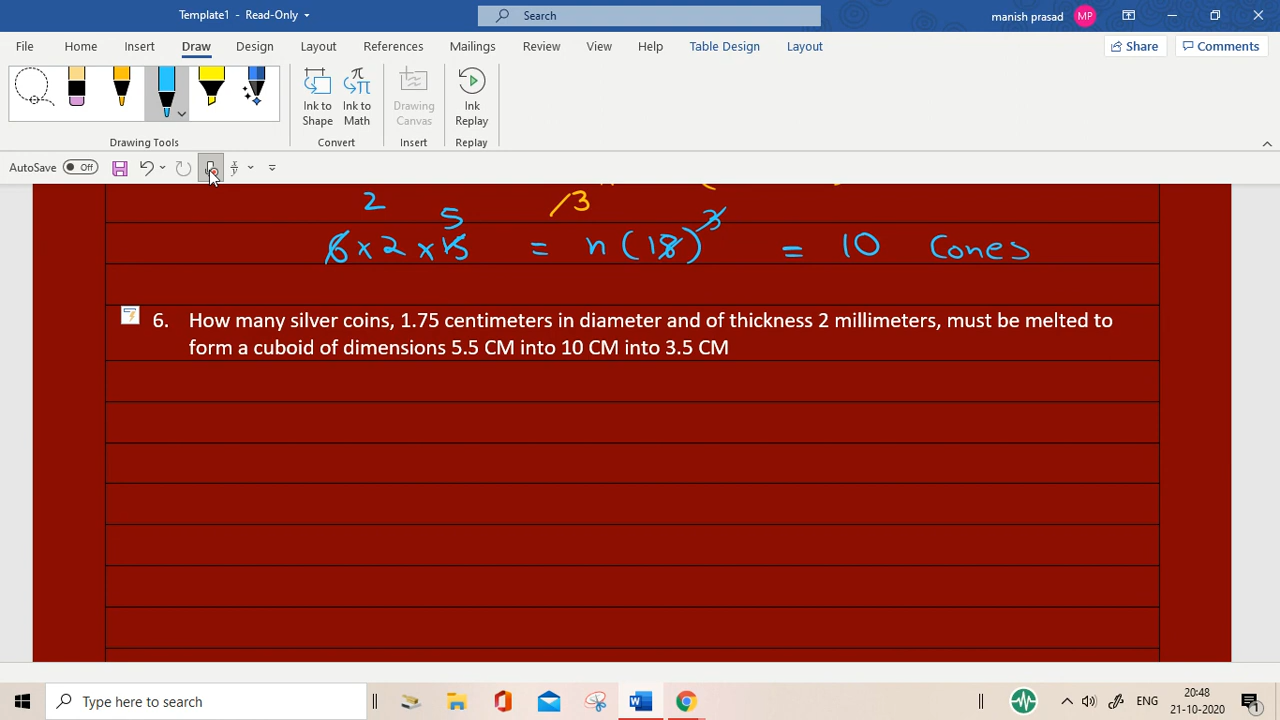 Template1 - Read-Only
Search
manish prasad
MP
File Home Insert Draw Design Layout References Mailings Review View Help Table Design Layout
Share
Comments
Ink to Shape
Ink to Math
Drawing Canvas
Ink Replay
Drawing Tools
Convert
Insert
Replay
AutoSave Off
2 5 /3 3
6 x 2 x 15 = n (18) = 10 Cones
6. How many silver coins, 1.75 centimeters in diameter and of thickness 2 millimeters, must be melted to
form a cuboid of dimensions 5.5 CM into 10 CM into 3.5 CM
Type here to search
ENG
20:48
21-10-2020